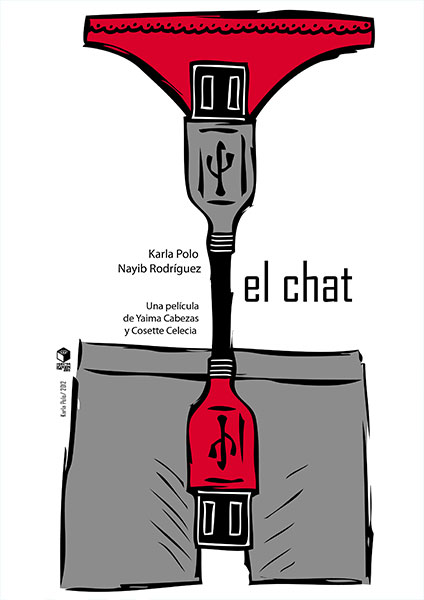 Karla Polo
Nayib Rodríguez
el chat
Una película
de Yaima Cabezas
y Cosette Celecia
Karla Polo/ 2012